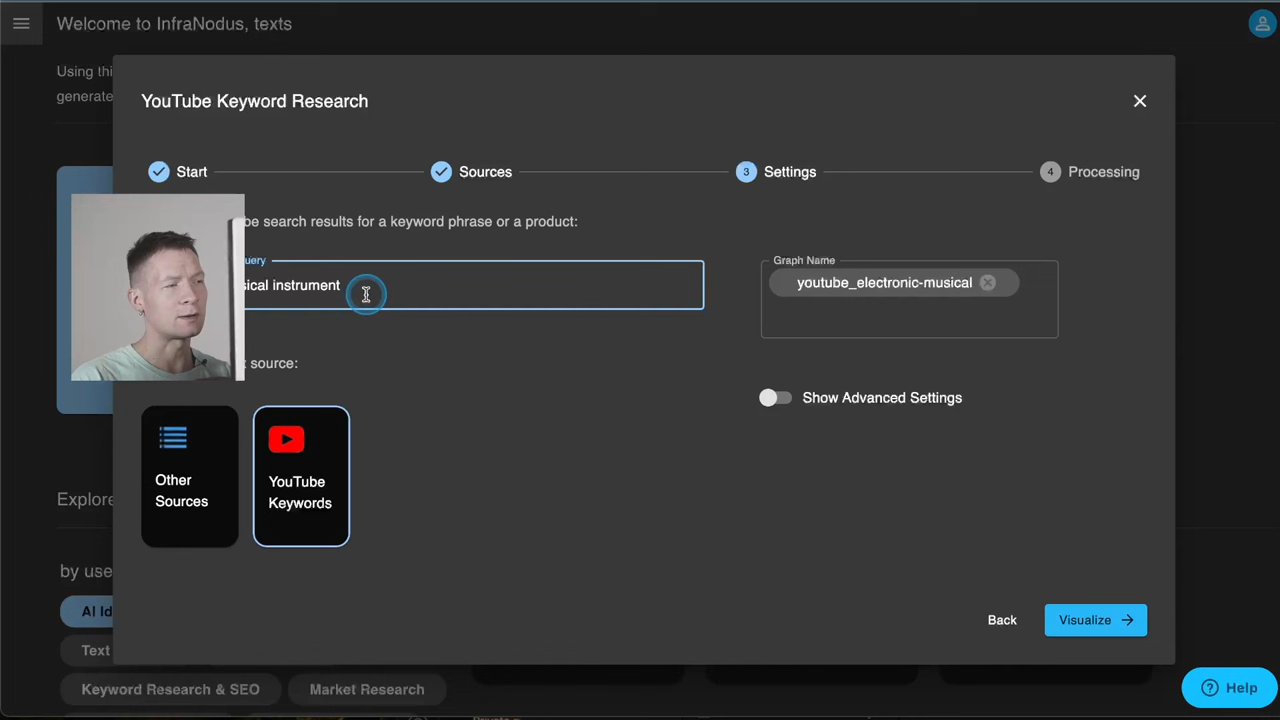 Welcome to InfraNodus, texts
Using thi
generate
YouTube Keyword Research
Start
Sources
3 Settings
4 Processing
be search results for a keyword phrase or a product:
uery
sical instrument
Graph Name
youtube_electronic-musical
source:
Show Advanced Settings
Other
Sources
YouTube
Keywords
Explore
by use
AI Id
Text
Keyword Research & SEO
Market Research
Back
Visualize
Help